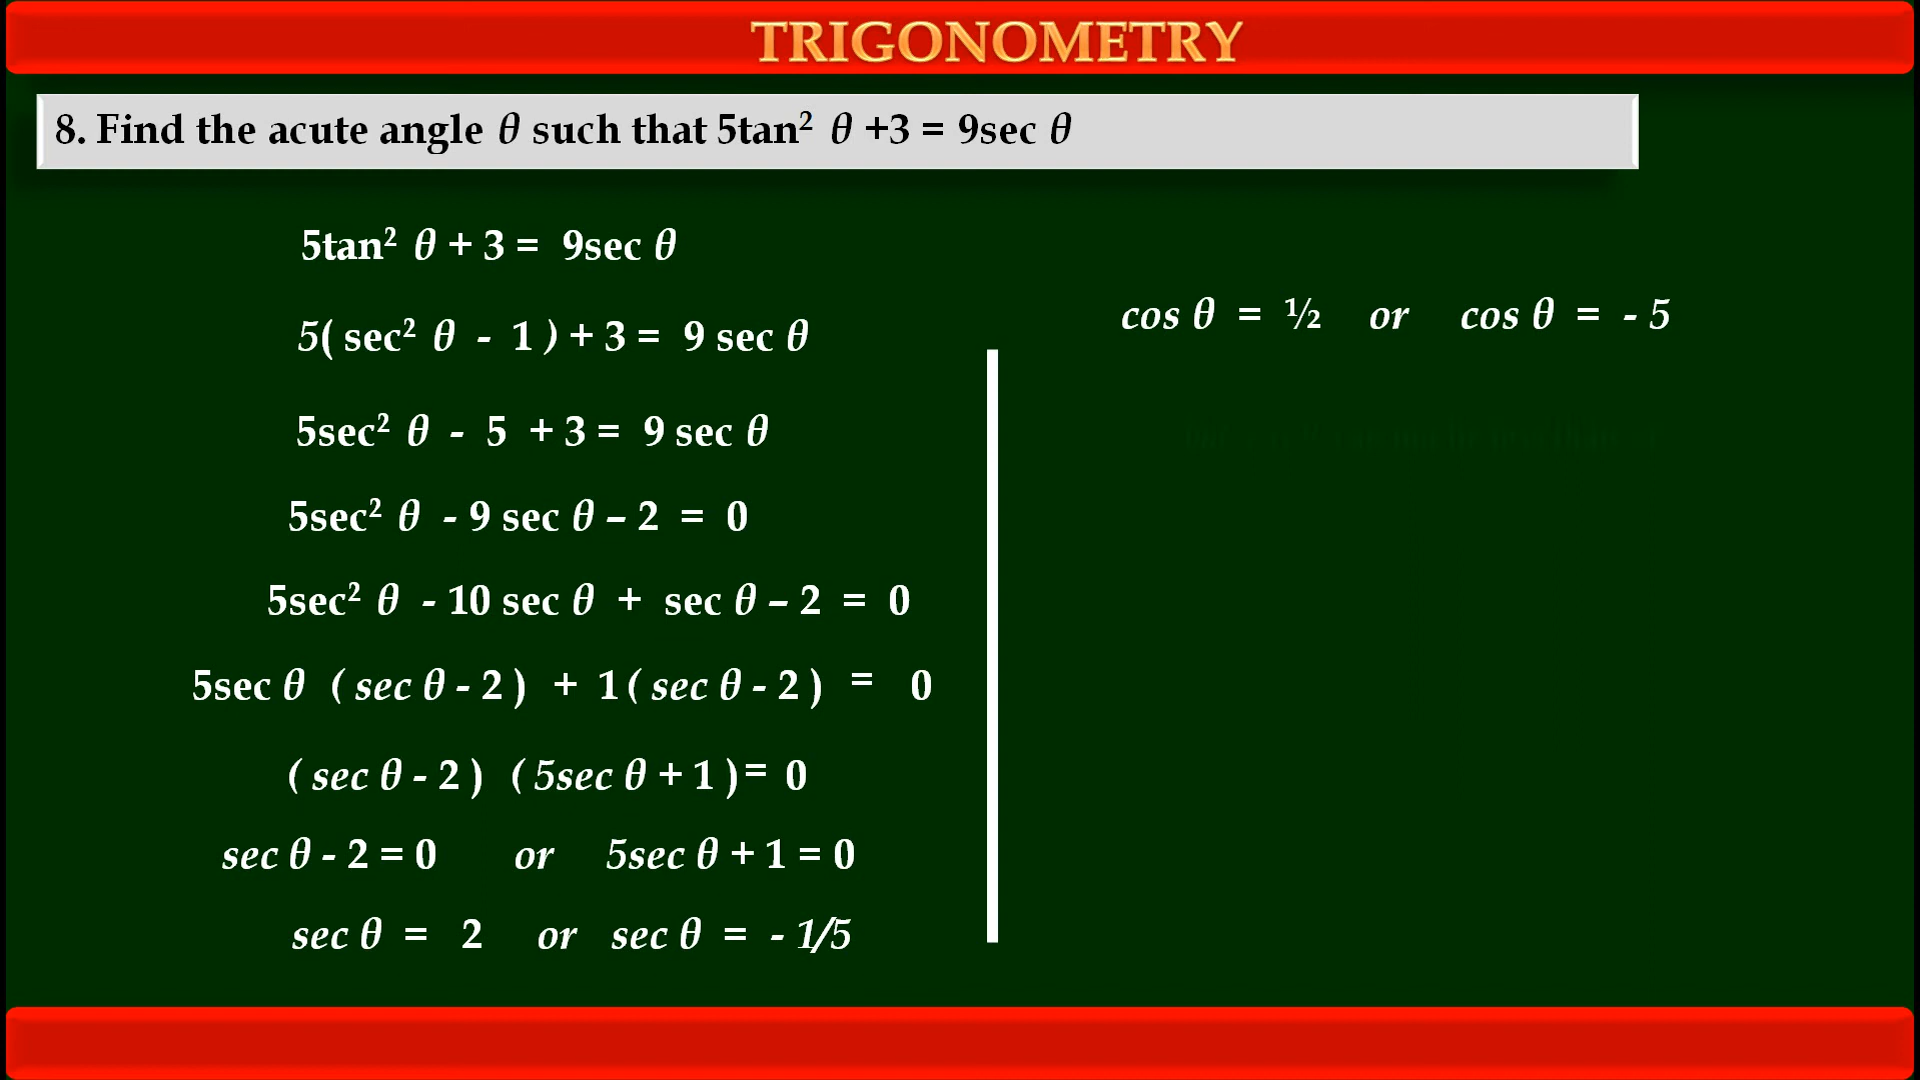 TRIGONOMETRY
8. Find the acute angle θ such that 5tan² θ +3 = 9sec θ
5tan² θ + 3 = 9sec θ
5( sec² θ - 1 ) + 3 = 9 sec θ
5sec² θ - 5 + 3 = 9 sec θ
5sec² θ - 9 sec θ – 2 = 0
5sec² θ - 10 sec θ + sec θ – 2 = 0
5sec θ ( sec θ - 2 ) + 1 ( sec θ - 2 ) = 0
( sec θ - 2 ) ( 5sec θ + 1 ) = 0
sec θ - 2 = 0 or 5sec θ + 1 = 0
sec θ = 2 or sec θ = - 1/5
cos θ = ½ or cos θ = - 5